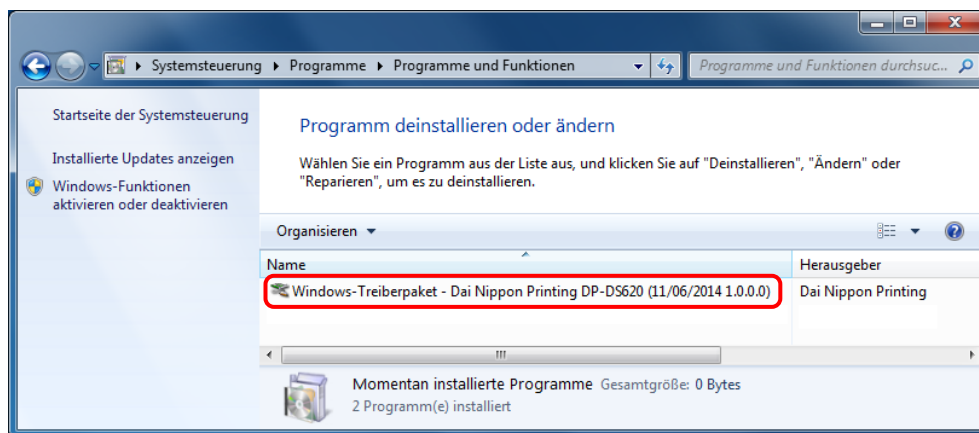 Systemsteuerung Programme Programme und Funktionen Programme und Funktionen durchsuc...
Startseite der Systemsteuerung
Installierte Updates anzeigen
Windows-Funktionen
aktivieren oder deaktivieren
Programm deinstallieren oder ändern
Wählen Sie ein Programm aus der Liste aus, und klicken Sie auf "Deinstallieren", "Ändern" oder
"Reparieren", um es zu deinstallieren.
Organisieren
Name Herausgeber
Windows-Treiberpaket - Dai Nippon Printing DP-DS620 (11/06/2014 1.0.0.0) Dai Nippon Printing
Momentan installierte Programme Gesamtgröße: 0 Bytes
2 Programm(e) installiert